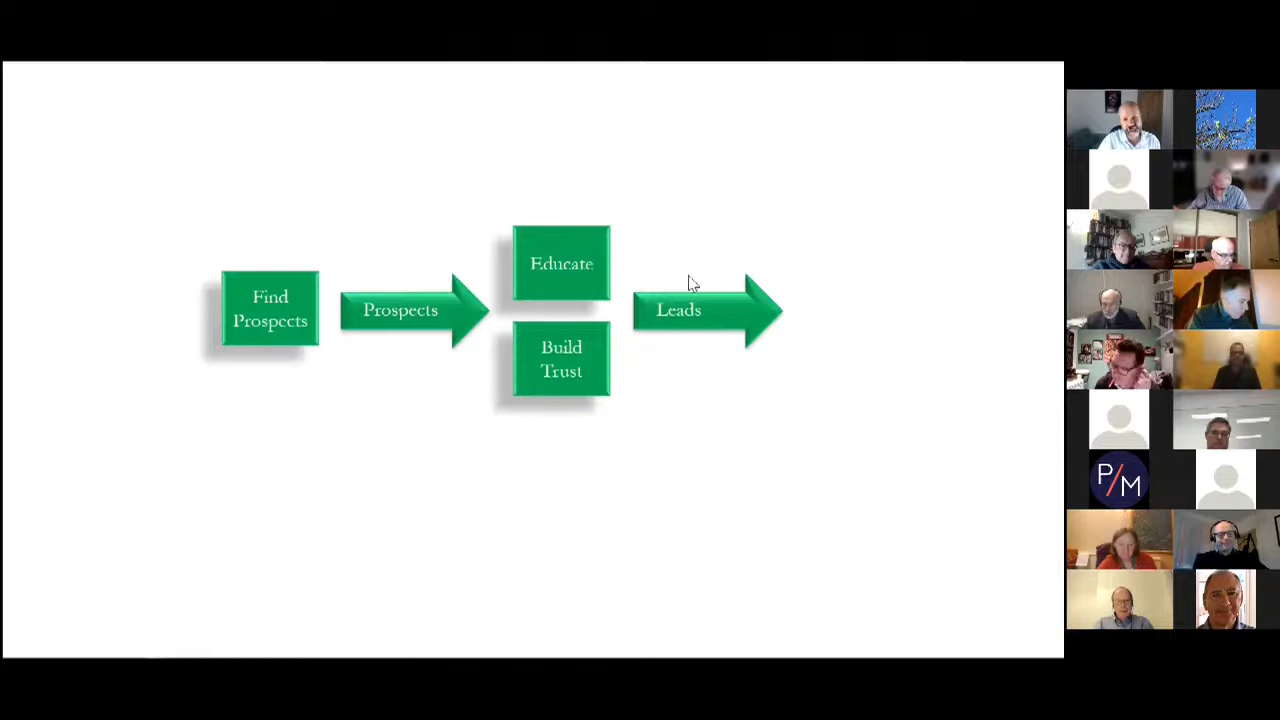 Find
Prospects
Prospects
Educate
Build
Trust
Leads
P/M